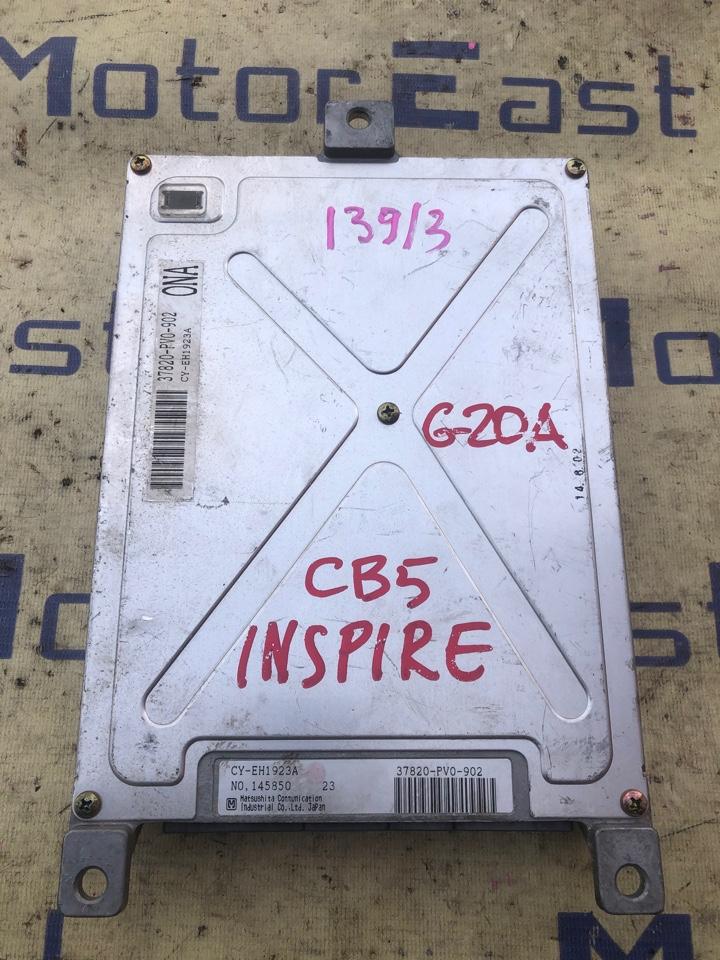 MotorEast
139/3
ONA
37820-PV0-902
CY-EH1923A
G-20A
14.8.'02
CB5
INSPIRE
CY-EH1923A
37820-PV0-902
NO.145850 23
Matsushita Communication
Industrial Co.,Ltd. Japan